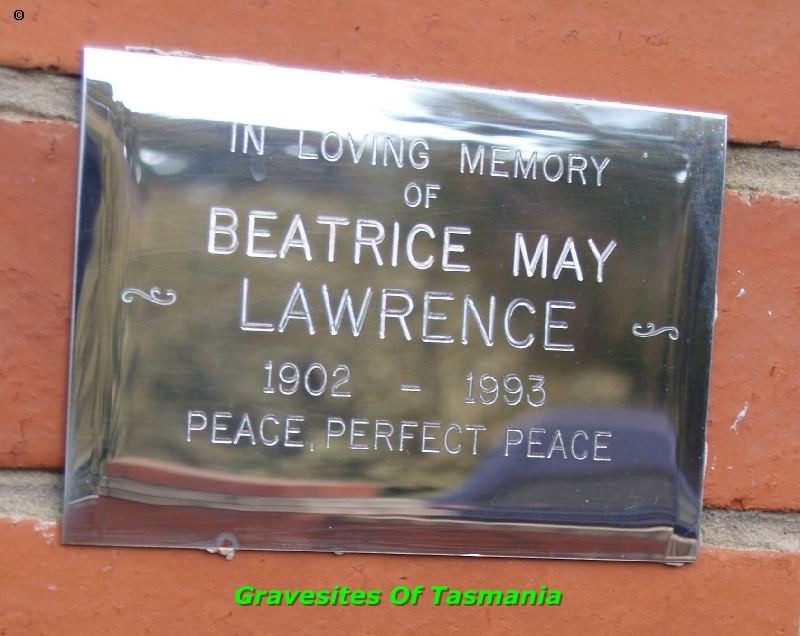 ©
IN LOVING MEMORY
OF
BEATRICE MAY
LAWRENCE
1902 - 1993
PEACE, PERFECT PEACE
Gravesites Of Tasmania